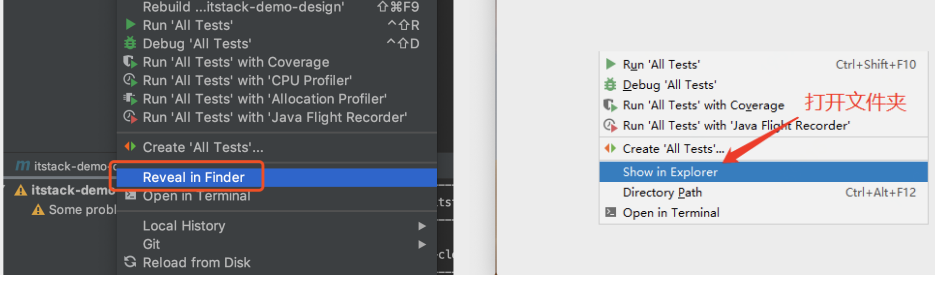 Rebuild ...itstack-demo-design' ⇧⌘F9
Run 'All Tests' ^⇧R
Debug 'All Tests' ^⇧D
Run 'All Tests' with Coverage
Run 'All Tests' with 'CPU Profiler'
Run 'All Tests' with 'Allocation Profiler'
Run 'All Tests' with 'Java Flight Recorder'
Create 'All Tests'...
itstack-demo-
Reveal in Finder
itstack-demo
Open in Terminal
Some probl
Local History
Git
Reload from Disk
Run 'All Tests' Ctrl+Shift+F10
Debug 'All Tests'
Run 'All Tests' with Coverage
打开文件夹
Run 'All Tests' with 'Java Flight Recorder'
Create 'All Tests'...
Show in Explorer
Directory Path Ctrl+Alt+F12
Open in Terminal